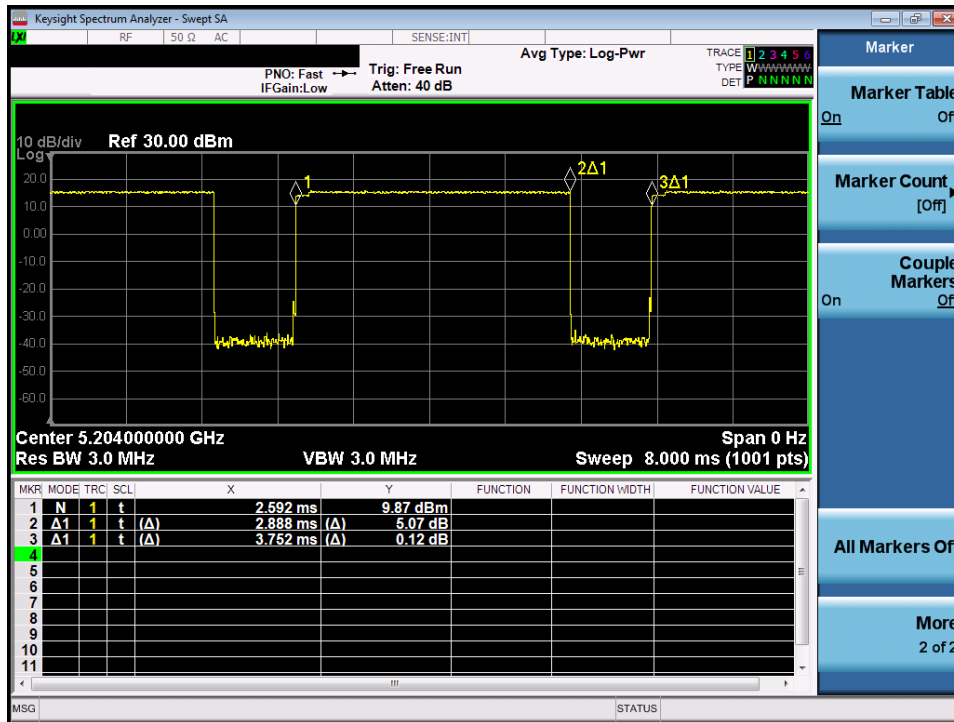 Keysight Spectrum Analyzer - Swept SA
LXI RF 50 Ω AC SENSE:INT
Avg Type: Log-Pwr
PNO: Fast
IFGain:Low
Trig: Free Run
Atten: 40 dB
TRACE 1 2 3 4 5 6
TYPE WWWWWW
DET P N N N N N
10 dB/div
Log
Ref 30.00 dBm
20.0
10.0
0.00
-10.0
-20.0
-30.0
-40.0
-50.0
-60.0
1
2Δ1
3Δ1
Center 5.204000000 GHz
Span 0 Hz
Res BW 3.0 MHz
VBW 3.0 MHz
Sweep 8.000 ms (1001 pts)
MKR MODE TRC SCL X Y FUNCTION FUNCTION WIDTH FUNCTION VALUE
1 N 1 t 2.592 ms 9.87 dBm
2 Δ1 1 t (Δ) 2.888 ms (Δ) 5.07 dB
3 Δ1 1 t (Δ) 3.752 ms (Δ) 0.12 dB
4
5
6
7
8
9
10
11
MSG
STATUS
Marker
Marker Table
On Of
Marker Count
[Off]
Couple
Markers
On Of
All Markers Of
More
2 of 2